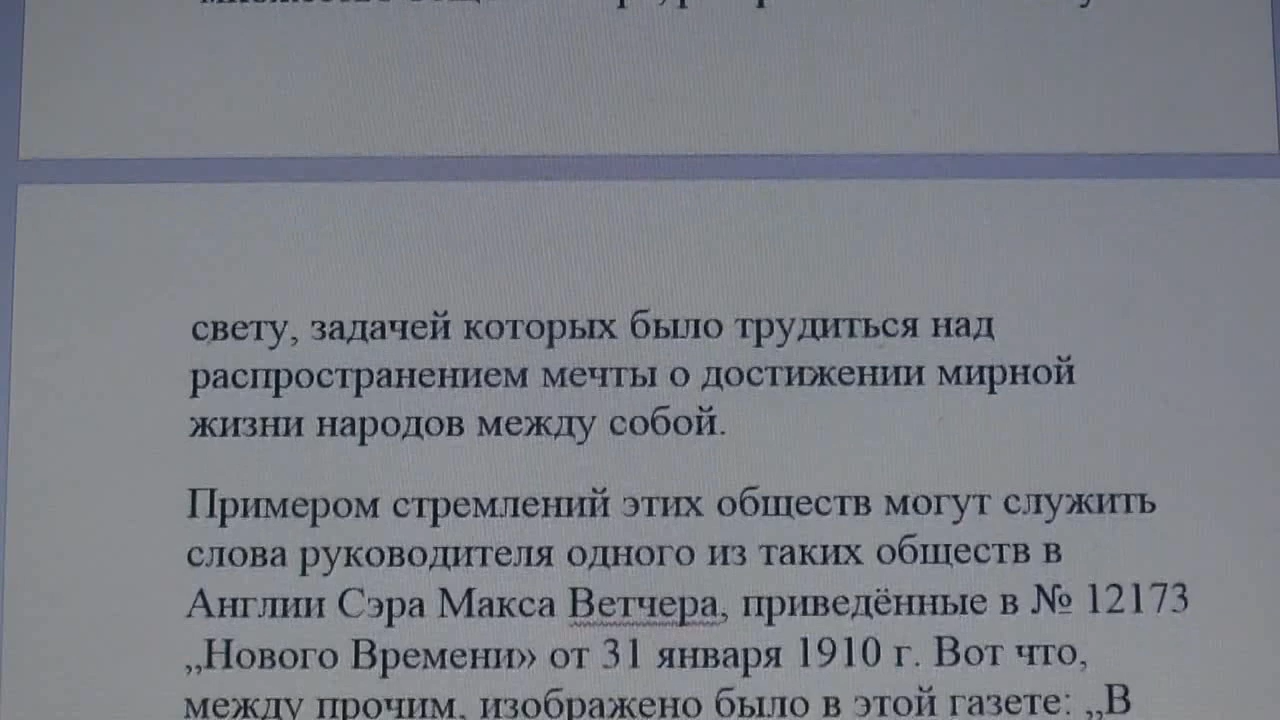 свету, задачей которых было трудиться над
распространением мечты о достижении мирной
жизни народов между собой.
Примером стремлений этих обществ могут служить
слова руководителя одного из таких обществ в
Англии Сэра Макса Ветчера, приведённые в № 12173
„Нового Времени» от 31 января 1910 г. Вот что,
между прочим, изображено было в этой газете: „В